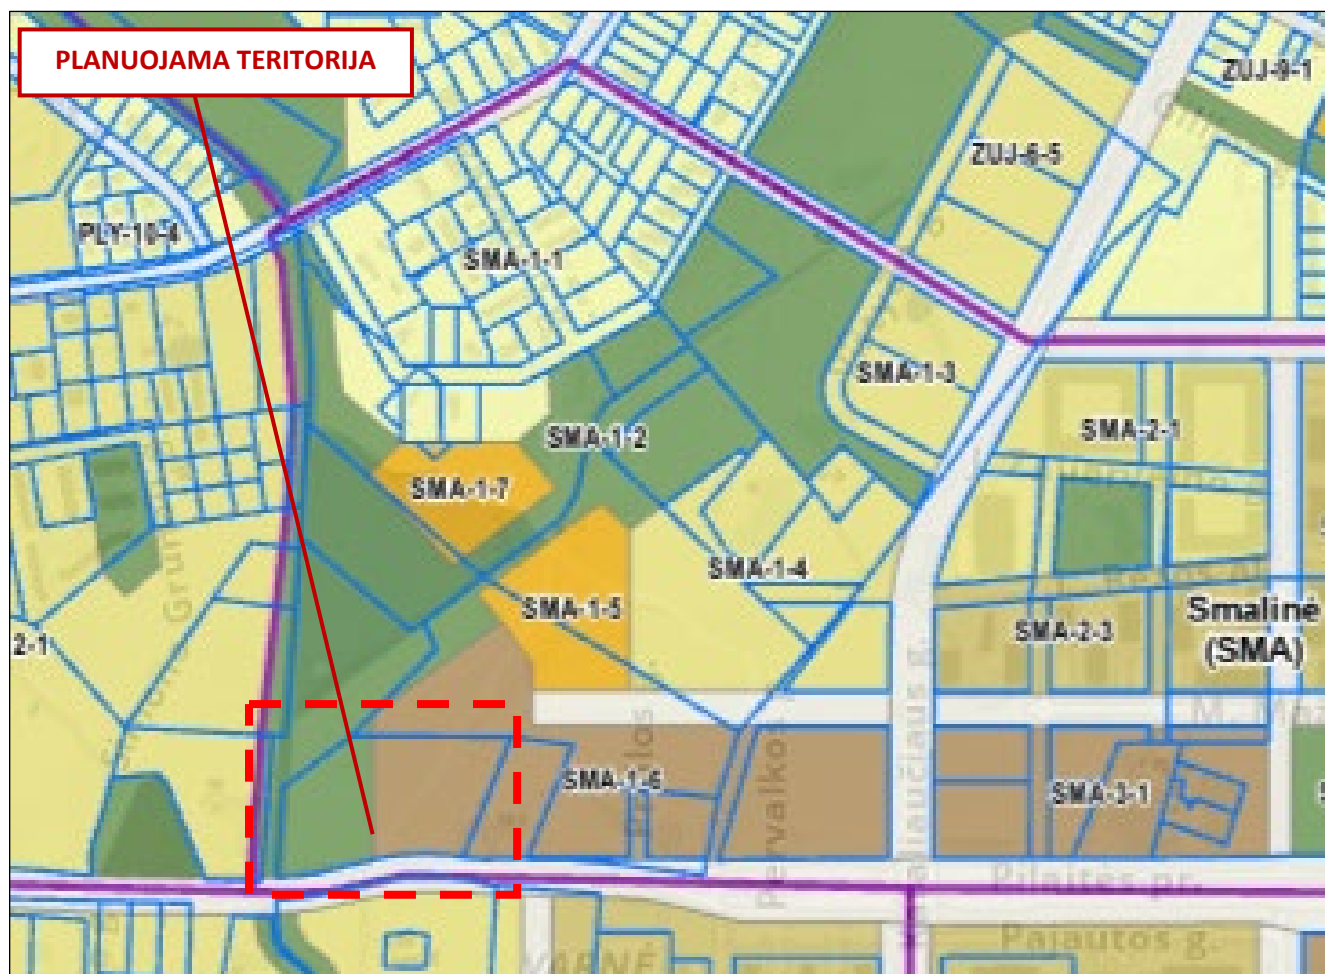 PLANUOJAMA TERITORIJA
ZUJ-9-1
ZUJ-6-5
PLY-10-4
SMA-1-1
SMA-1-3
SMA-1-2
SMA-2-1
SMA-1-7
SMA-1-4
SMA-1-5
SMA-2-3
Smalinė
(SMA)
2-1
SMA-1-6
SMA-3-1
Pervalkos
Pilaitės pr.
Pajautos g.